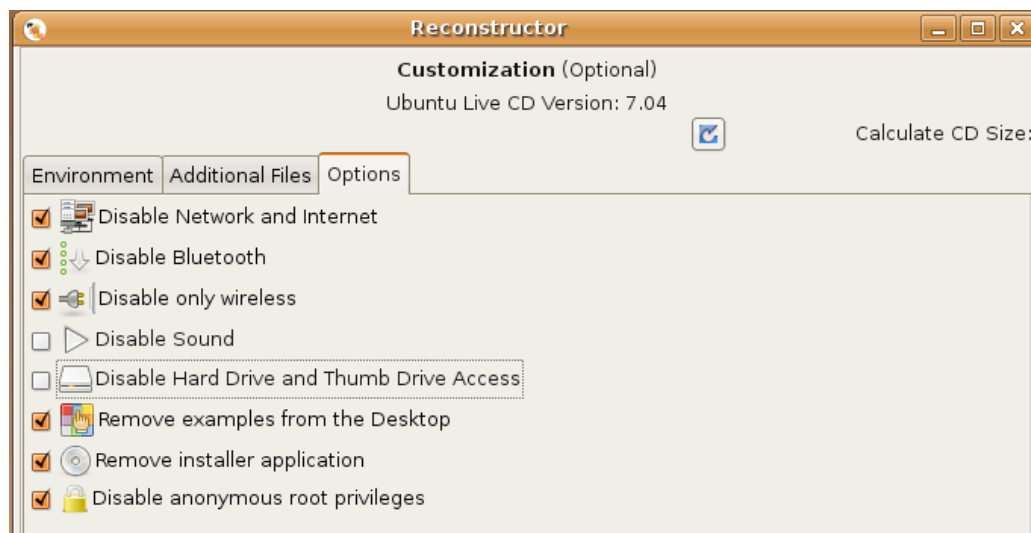 Reconstructor
Customization (Optional)
Ubuntu Live CD Version: 7.04
Calculate CD Size:
Environment Additional Files Options
Disable Network and Internet
Disable Bluetooth
Disable only wireless
Disable Sound
Disable Hard Drive and Thumb Drive Access
Remove examples from the Desktop
Remove installer application
Disable anonymous root privileges